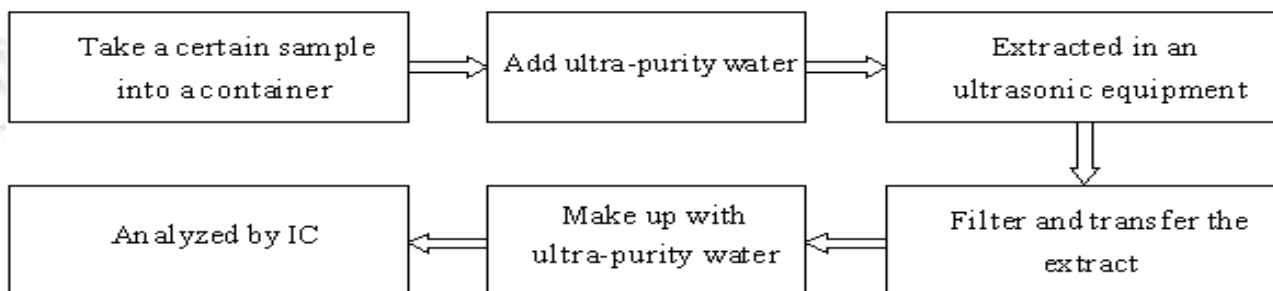 Take a certain sample
into a container
Add ultra-purity water
Extracted in an
ultrasonic equipment
Filter and transfer the
extract
Make up with
ultra-purity water
Analyzed by IC